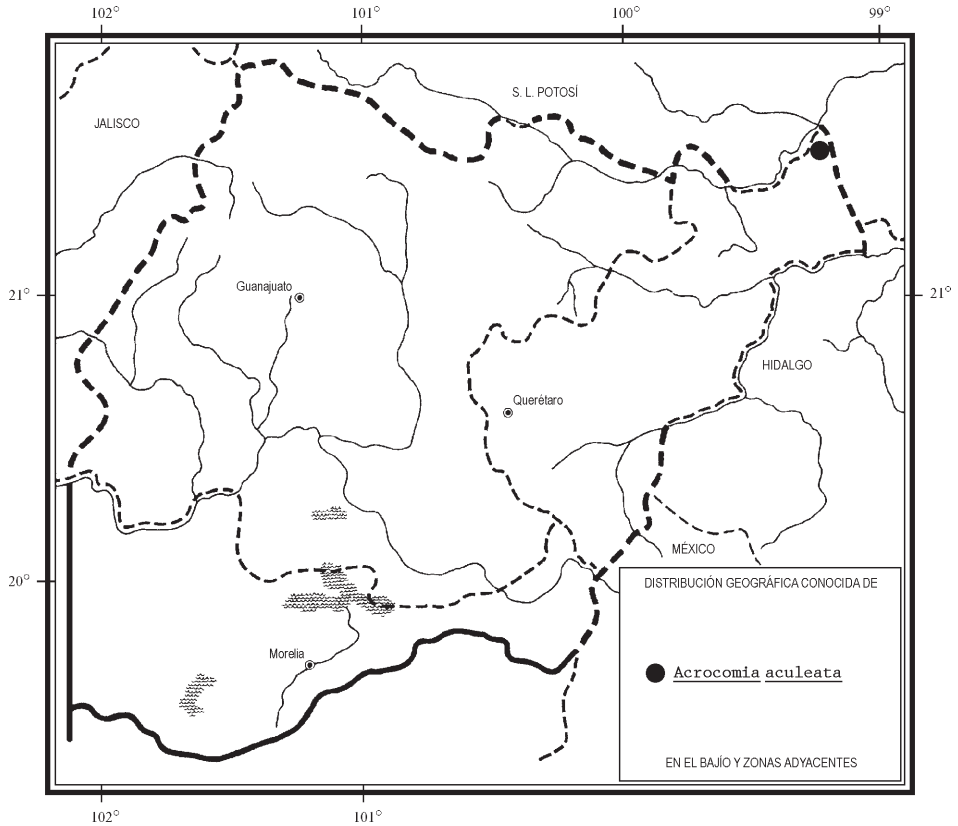 102° 101° 100° 99°
S. L. POTOSÍ
JALISCO
Guanajuato
21° 21°
HIDALGO
Querétaro
MÉXICO
20°
DISTRIBUCIÓN GEOGRÁFICA CONOCIDA DE
Morelia
Acrocomia aculeata
EN EL BAJÍO Y ZONAS ADYACENTES
102° 101°